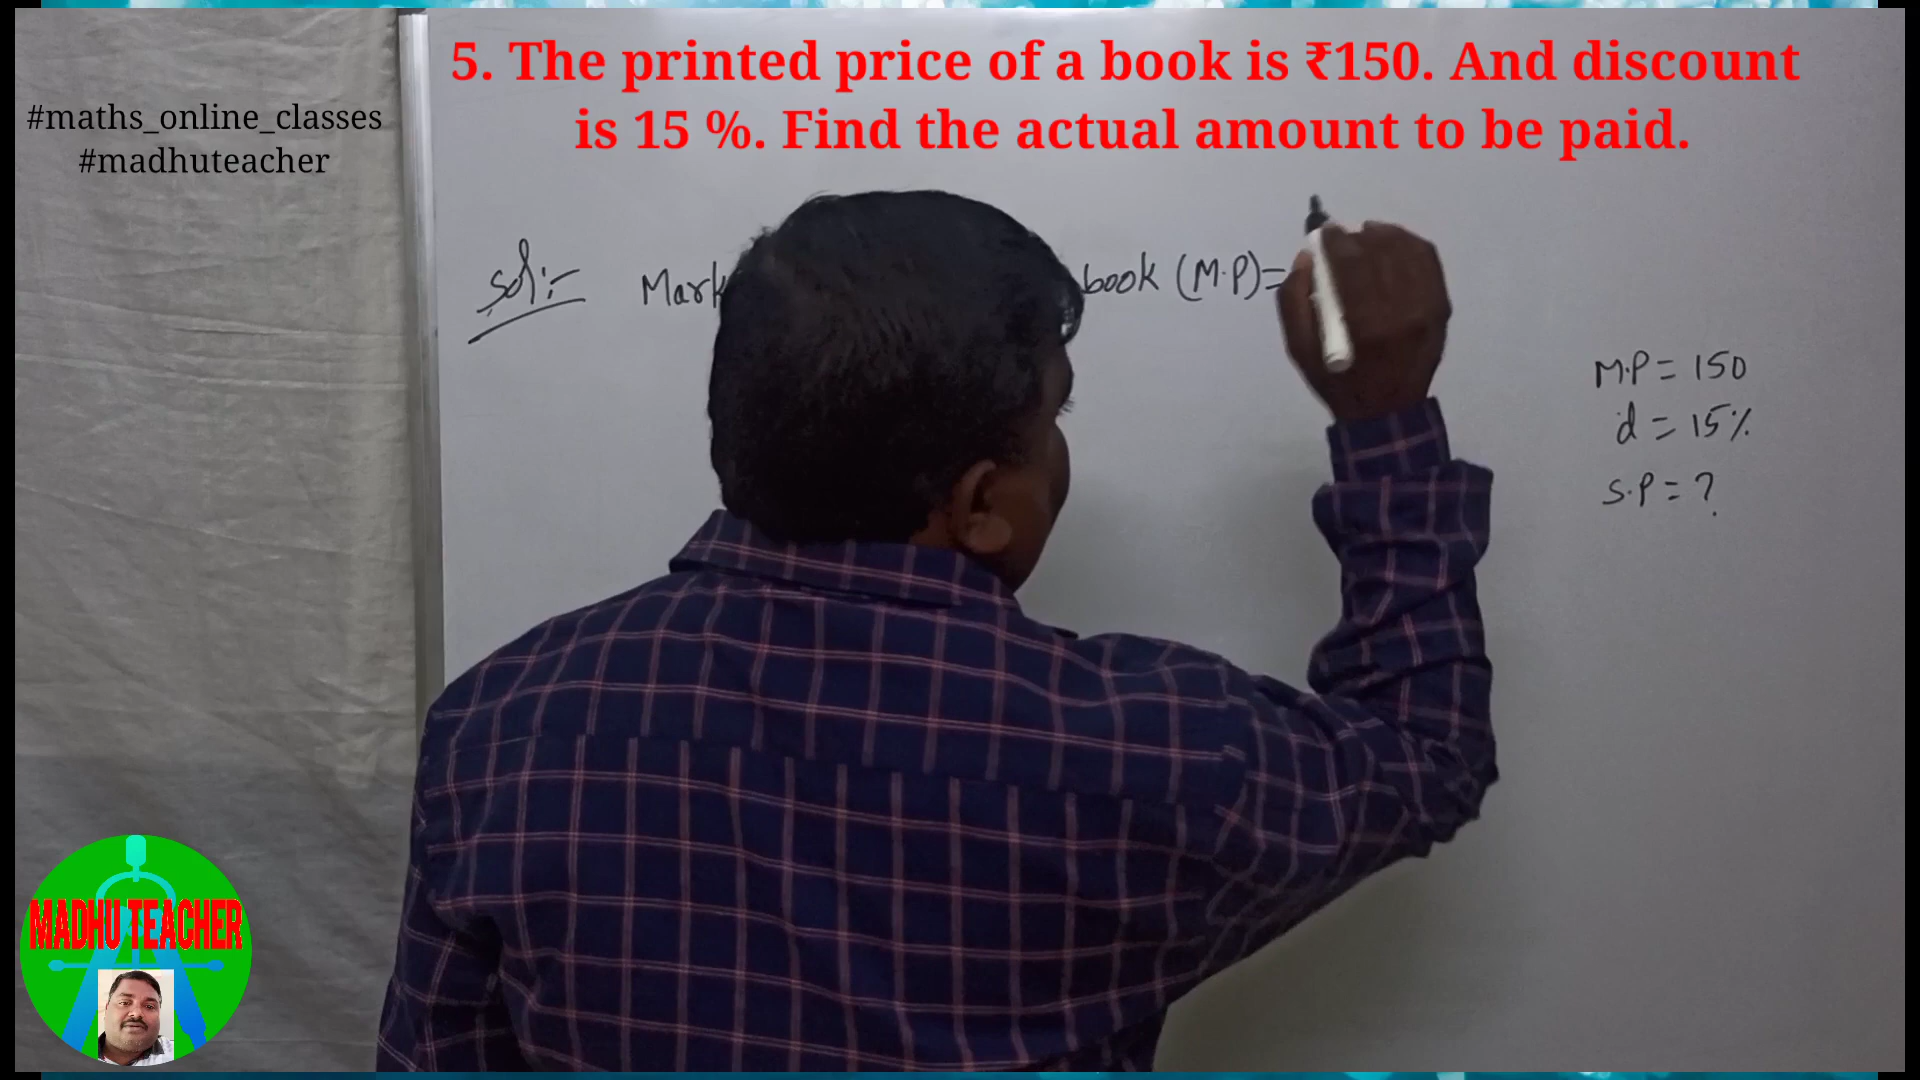 5. The printed price of a book is ₹150. And discount
is 15 %. Find the actual amount to be paid.
#maths_online_classes
#madhuteacher
Sol:-
Mark
book (M.P)=
M.P = 150
d = 15%
S.P = ?
MADHU TEACHER